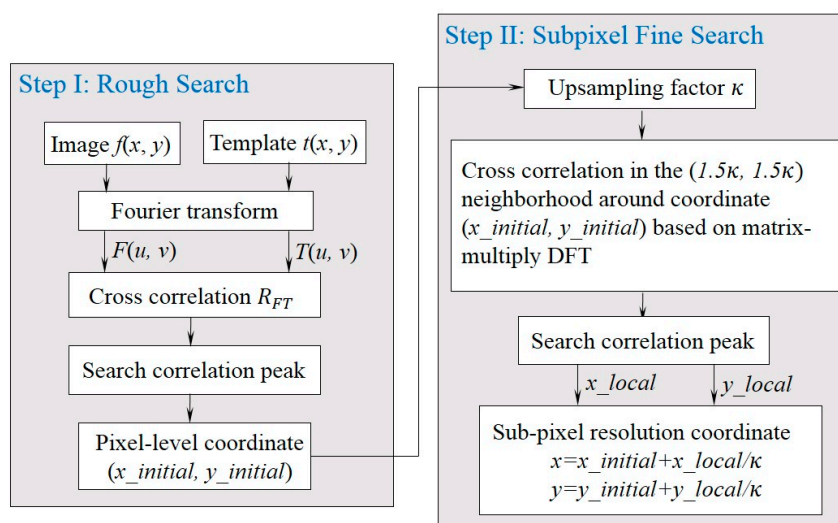 Step I: Rough Search
Image f(x, y)
Template t(x, y)
Fourier transform
F(u, v)
T(u, v)
Cross correlation R_FT
Search correlation peak
Pixel-level coordinate
(x_initial, y_initial)
Step II: Subpixel Fine Search
Upsampling factor κ
Cross correlation in the (1.5κ, 1.5κ)
neighborhood around coordinate
(x_initial, y_initial) based on matrix-
multiply DFT
Search correlation peak
x_local
y_local
Sub-pixel resolution coordinate
x=x_initial+x_local/κ
y=y_initial+y_local/κ